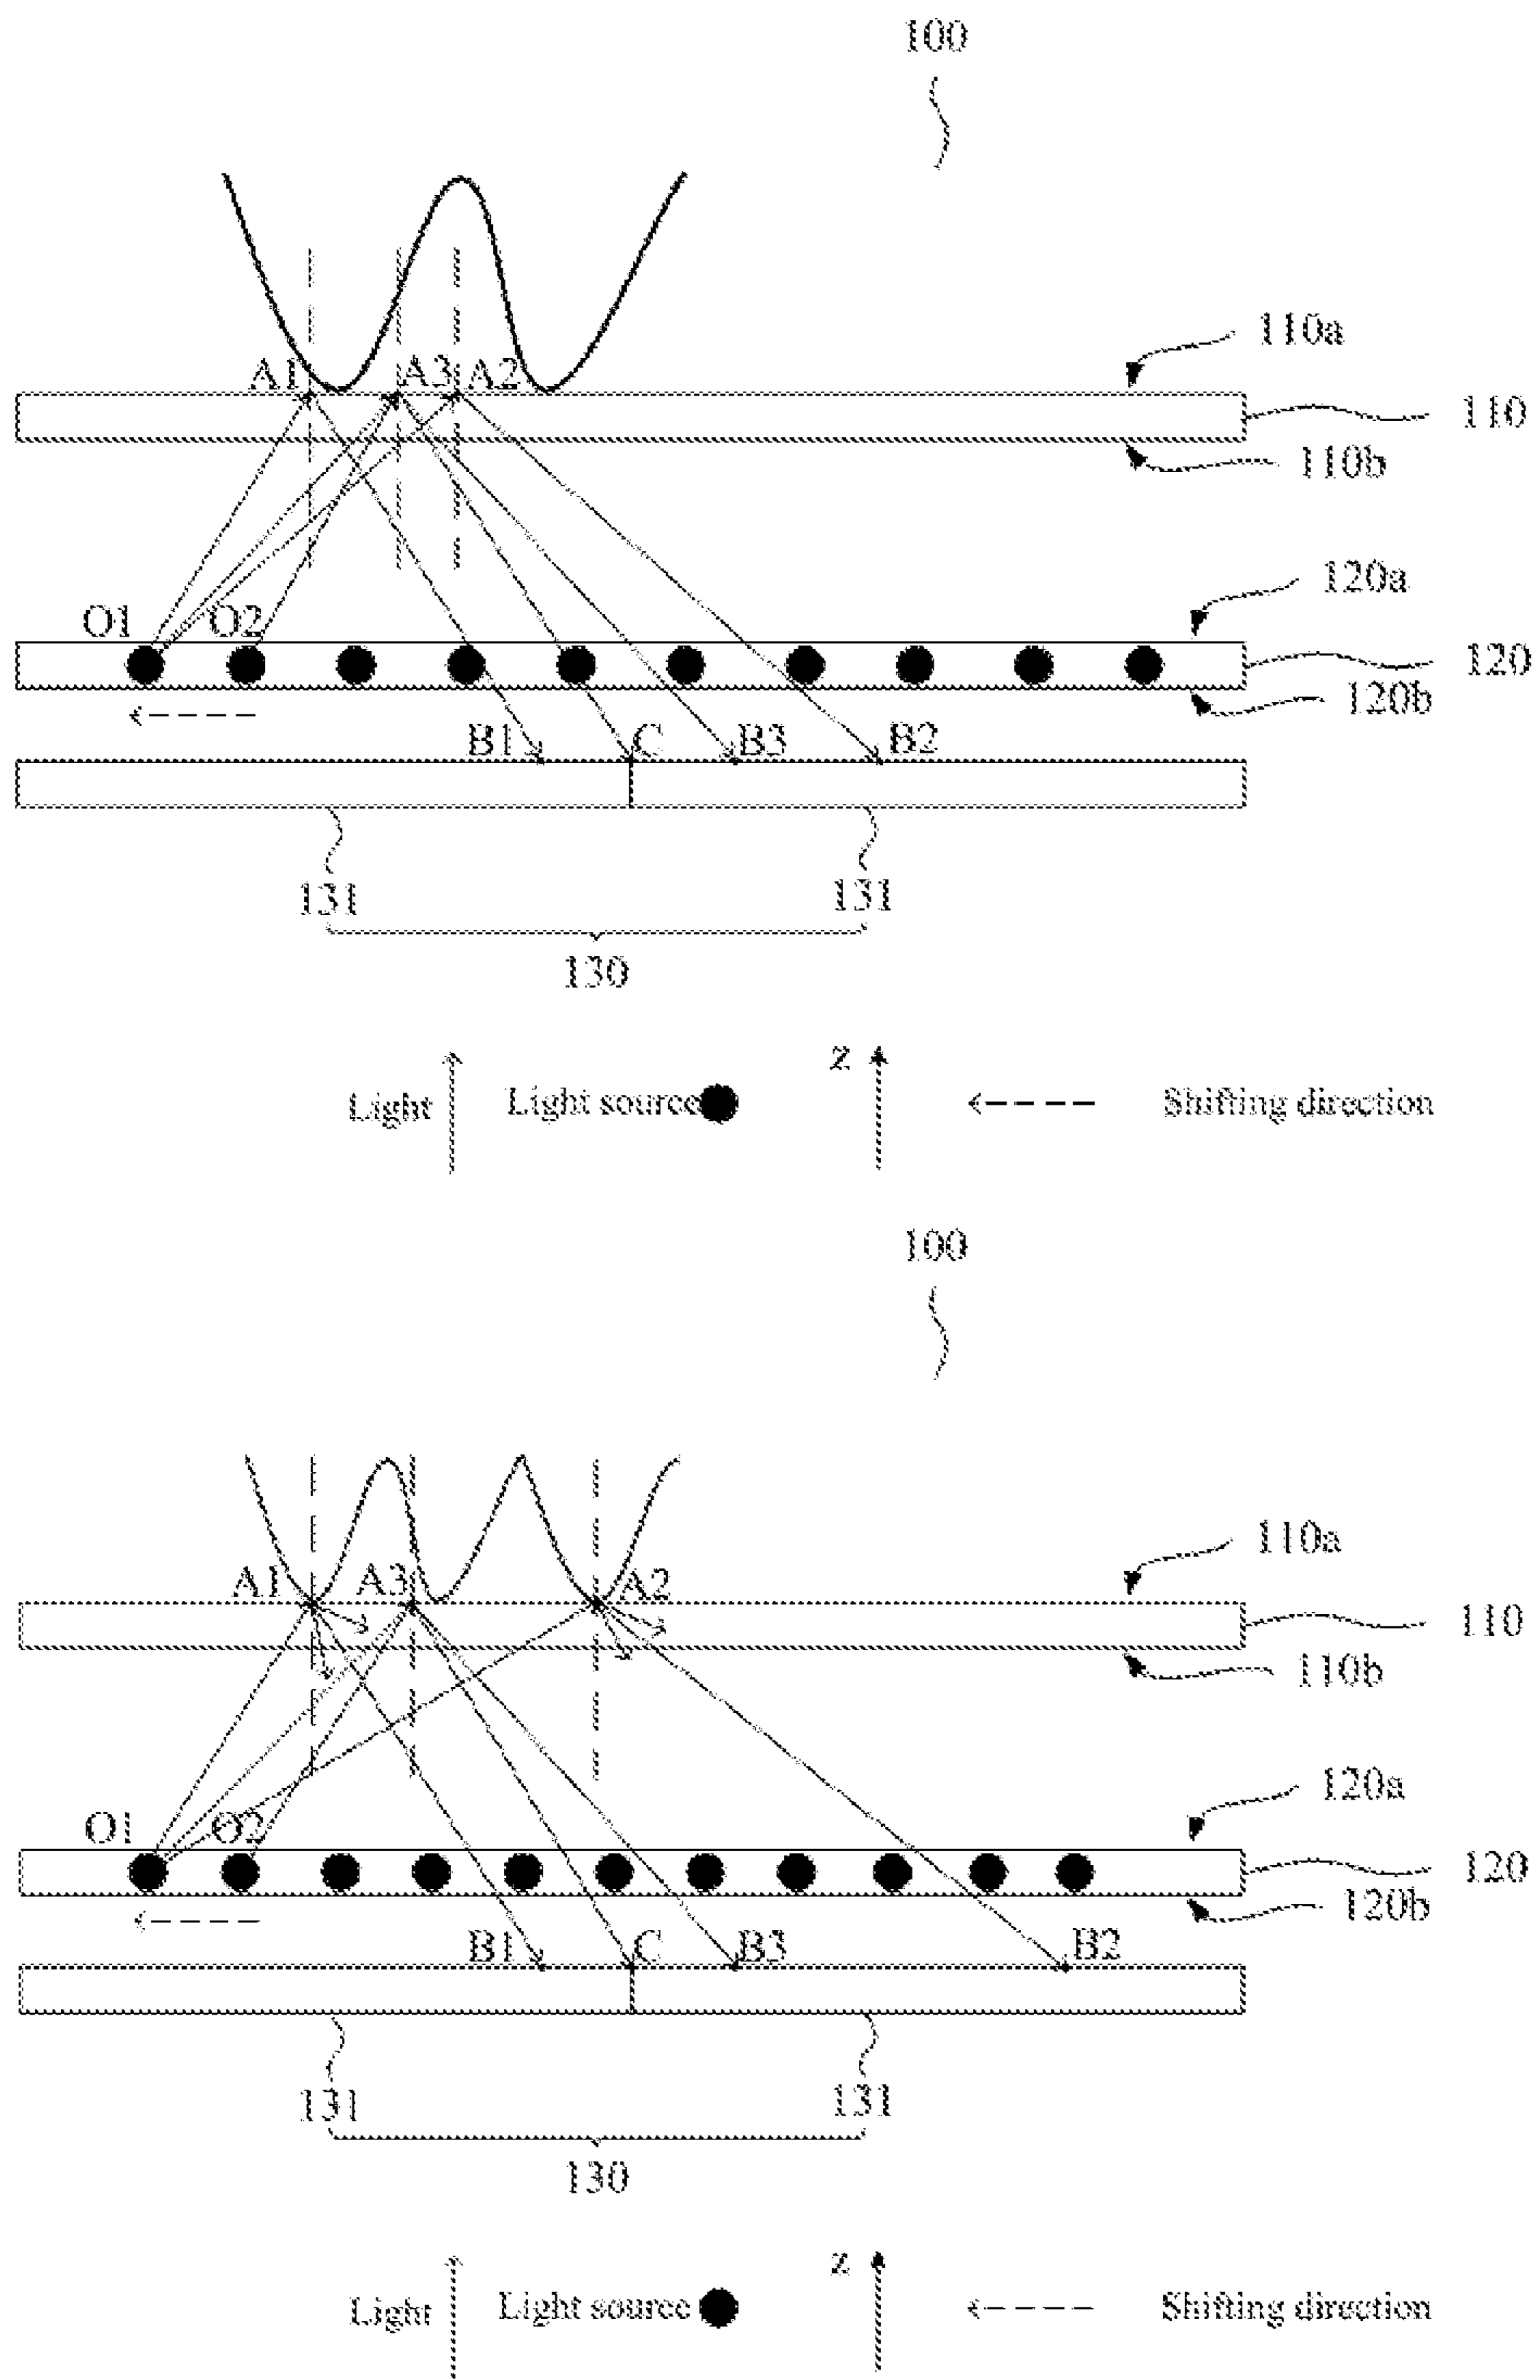 100
110a
A1 A3 A2
110
110b
120a
O1 O2
120
120b
B1 C B3 B2
131 131
130
Light Light source z Shifting direction
100
110a
A1 A3 A2
110
110b
120a
O1 O2
120
120b
B1 C B3 B2
131 131
130
Light Light source z Shifting direction